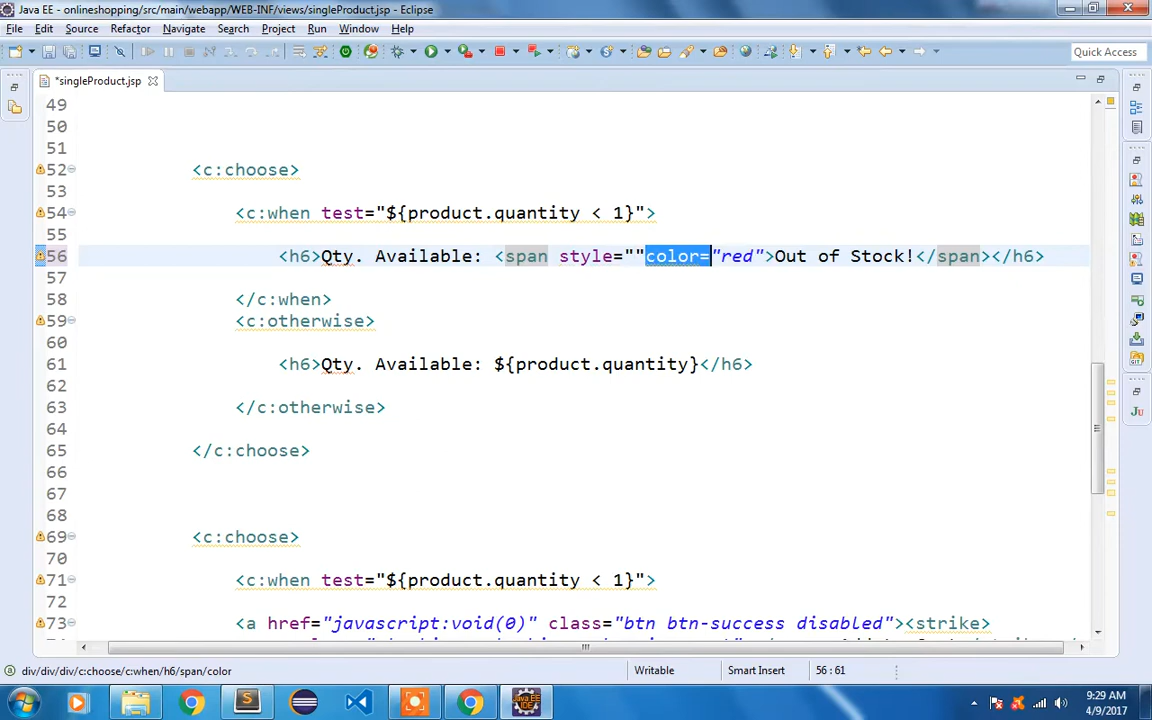 Java EE - onlineshopping/src/main/webapp/WEB-INF/views/singleProduct.jsp - Eclipse
File Edit Source Refactor Navigate Search Project Run Window Help
Quick Access
*singleProduct.jsp
49
50
51
52 <c:choose>
53
54 <c:when test="${product.quantity < 1}">
55
56 <h6>Qty. Available: <span style=""color="red">Out of Stock!</span></h6>
57
58 </c:when>
59 <c:otherwise>
60
61 <h6>Qty. Available: ${product.quantity}</h6>
62
63 </c:otherwise>
64
65 </c:choose>
66
67
68
69 <c:choose>
70
71 <c:when test="${product.quantity < 1}">
72
73 <a href="javascript:void(0)" class="btn btn-success disabled"><strike>
div/div/div/c:choose/c:when/h6/span/color Writable Smart Insert 56 : 61
9:29 AM
4/9/2017